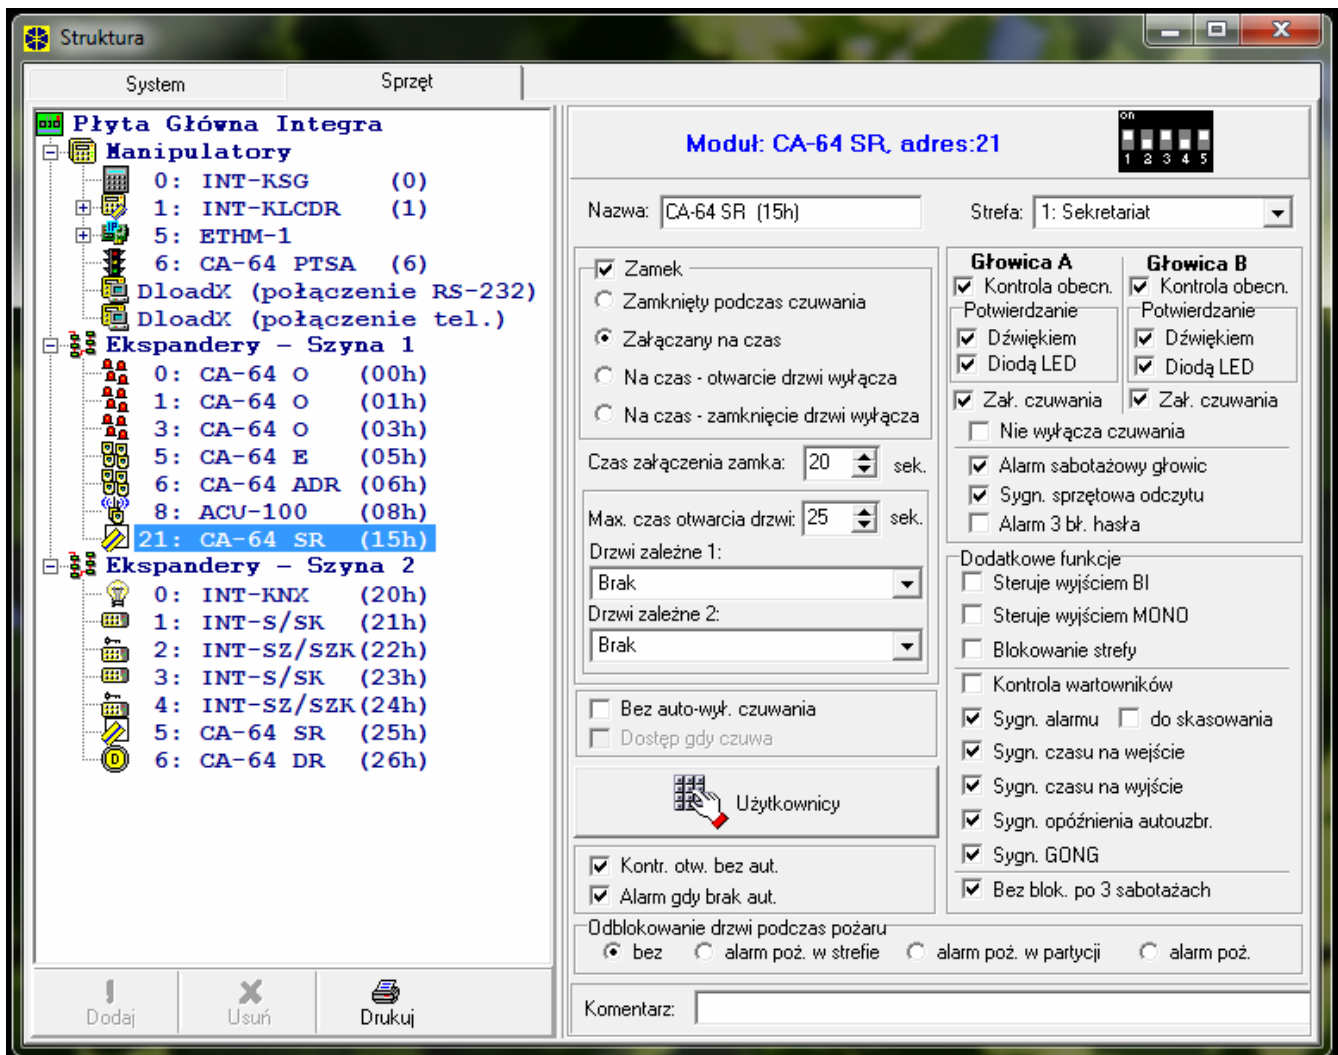 Struktura
System
Sprzęt
Płyta Główna Integra
Manipulatory
0: INT-KSG (0)
1: INT-KLCDR (1)
5: ETHM-1
6: CA-64 PTSA (6)
DloadX (połączenie RS-232)
DloadX (połączenie tel.)
Ekspandery – Szyna 1
0: CA-64 O (00h)
1: CA-64 O (01h)
3: CA-64 O (03h)
5: CA-64 E (05h)
6: CA-64 ADR (06h)
8: ACU-100 (08h)
21: CA-64 SR (15h)
Ekspandery – Szyna 2
0: INT-KNX (20h)
1: INT-S/SK (21h)
2: INT-SZ/SZK(22h)
3: INT-S/SK (23h)
4: INT-SZ/SZK(24h)
5: CA-64 SR (25h)
6: CA-64 DR (26h)
Dodaj
Usuń
Drukuj
Moduł: CA-64 SR, adres:21
on
1 2 3 4 5
Nazwa: CA-64 SR (15h)
Strefa: 1: Sekretariat
Zamek
Zamknięty podczas czuwania
Załączany na czas
Na czas - otwarcie drzwi wyłącza
Na czas - zamknięcie drzwi wyłącza
Czas załączenia zamka: 20 sek.
Max. czas otwarcia drzwi: 25 sek.
Drzwi zależne 1:
Brak
Drzwi zależne 2:
Brak
Bez auto-wył. czuwania
Dostęp gdy czuwa
Użytkownicy
Kontr. otw. bez aut.
Alarm gdy brak aut.
Głowica A
Kontrola obecn.
Potwierdzanie
Dźwiękiem
Diodą LED
Zał. czuwania
Głowica B
Kontrola obecn.
Potwierdzanie
Dźwiękiem
Diodą LED
Zał. czuwania
Nie wyłącza czuwania
Alarm sabotażowy głowic
Sygn. sprzętowa odczytu
Alarm 3 bł. hasła
Dodatkowe funkcje
Steruje wyjściem BI
Steruje wyjściem MONO
Blokowanie strefy
Kontrola wartowników
Sygn. alarmu do skasowania
Sygn. czasu na wejście
Sygn. czasu na wyjście
Sygn. opóźnienia autouzbr.
Sygn. GONG
Bez blok. po 3 sabotażach
Odblokowanie drzwi podczas pożaru
bez alarm poż. w strefie alarm poż. w partycji alarm poż.
Komentarz: